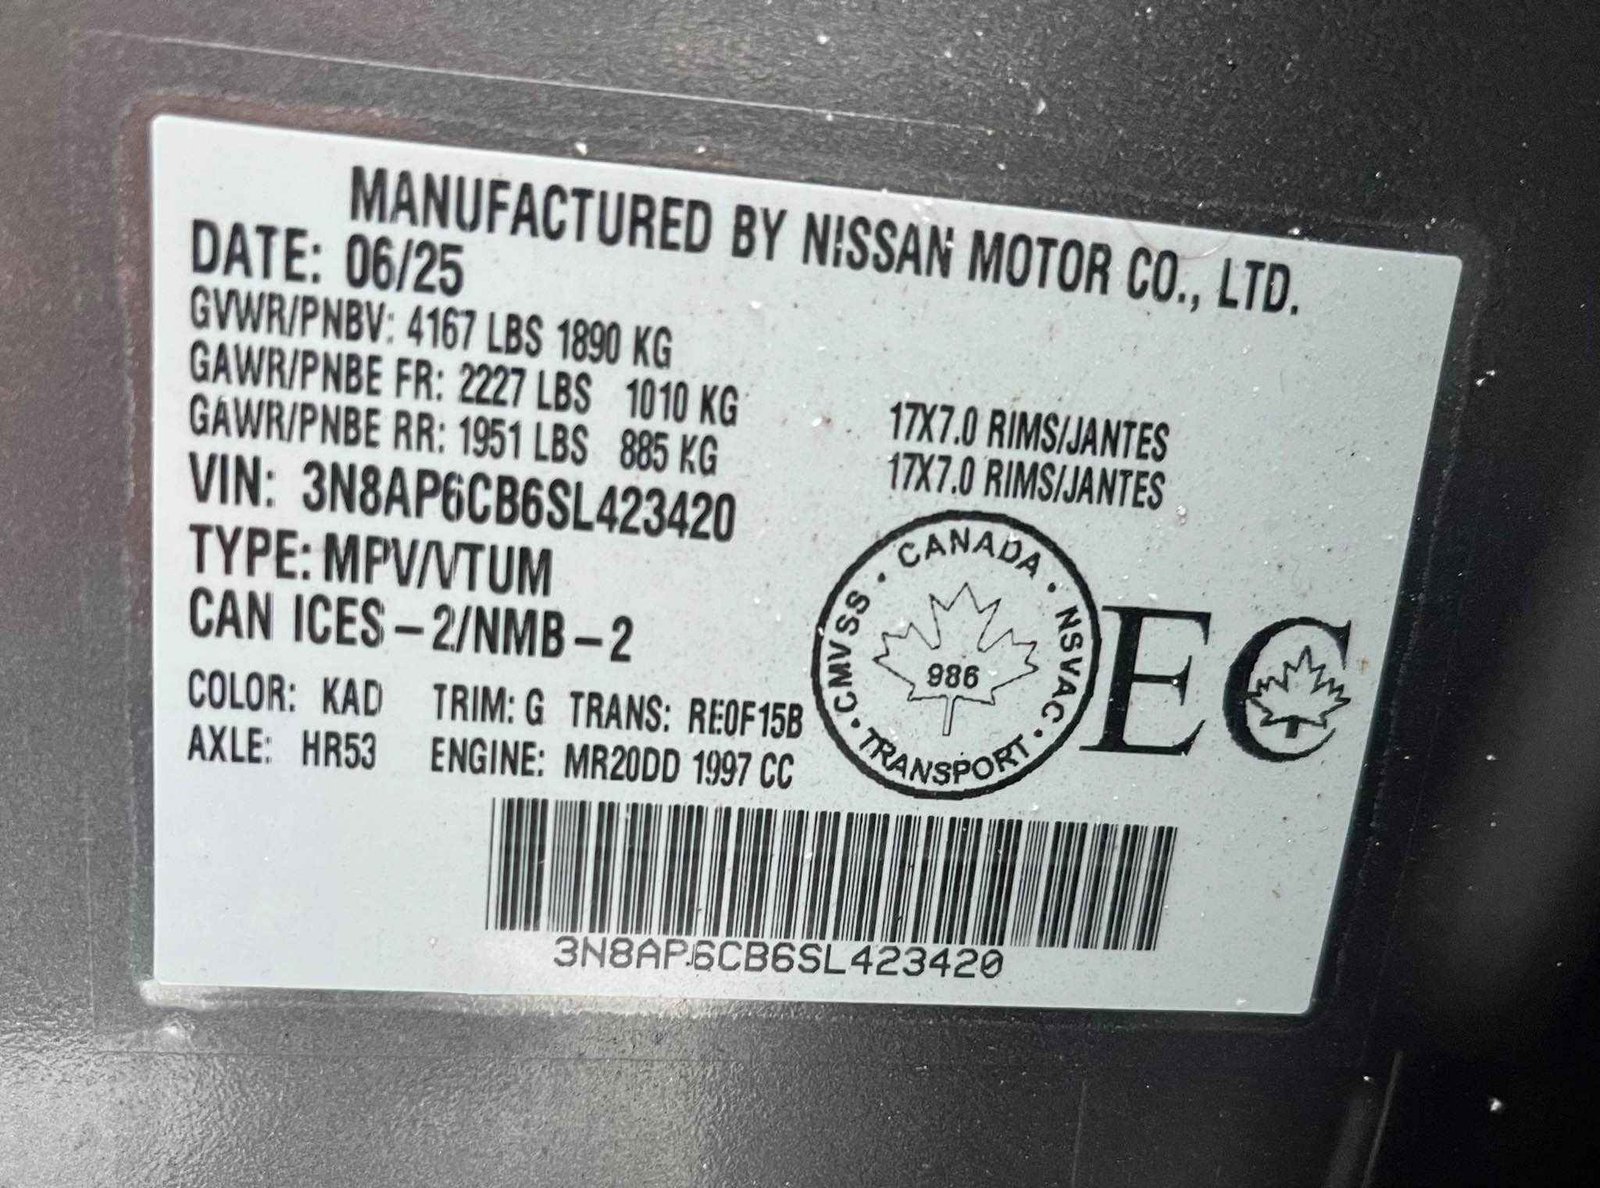 MANUFACTURED BY NISSAN MOTOR CO., LTD.
DATE: 06/25
GVWR/PNBV: 4167 LBS 1890 KG
GAWR/PNBE FR: 2227 LBS 1010 KG 17X7.0 RIMS/JANTES
GAWR/PNBE RR: 1951 LBS 885 KG 17X7.0 RIMS/JANTES
VIN: 3N8AP6CB6SL423420
TYPE: MPV/VTUM
CAN ICES-2/NMB-2
CANADA · NSVAC · TRANSPORT · CMVSS ·
986
EC
COLOR: KAD TRIM: G TRANS: RE0F15B
AXLE: HR53 ENGINE: MR20DD 1997 CC
3N8AP6CB6SL423420